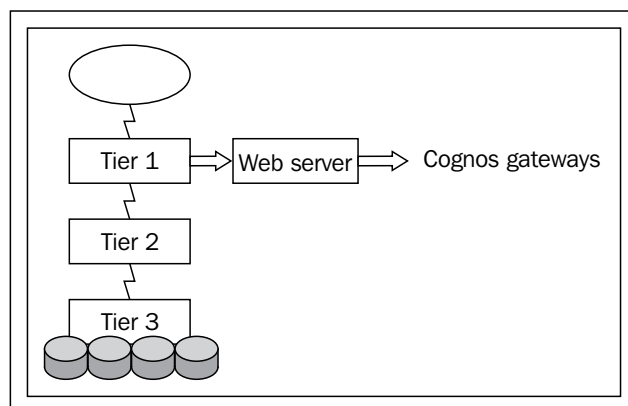 Tier 1
Web server
Cognos gateways
Tier 2
Tier 3